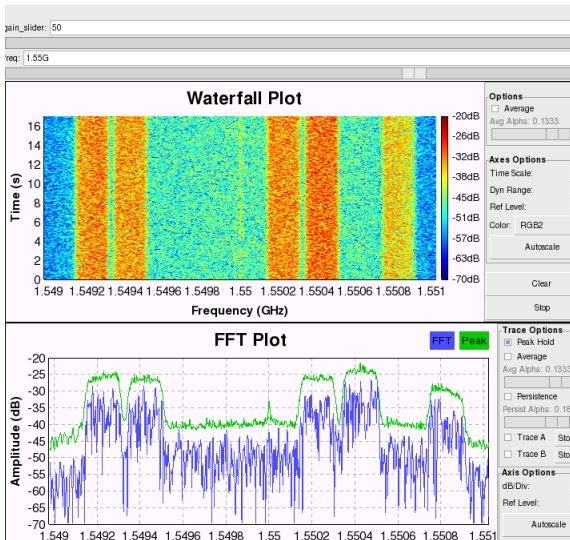 gain_slider: 50
freq: 1.55G
Waterfall Plot
Time (s)
16
14
12
10
8
6
4
2
0
1.549 1.5492 1.5494 1.5496 1.5498 1.55 1.5502 1.5504 1.5506 1.5508 1.551
Frequency (GHz)
-20dB
-26dB
-32dB
-38dB
-45dB
-51dB
-57dB
-63dB
-70dB
Options
Average
Avg Alpha: 0.1333
Axes Options
Time Scale:
Dyn Range:
Ref Level:
Color: RGB2
Autoscale
Clear
Stop
FFT Plot
FFT Peak
Amplitude (dB)
-20
-25
-30
-35
-40
-45
-50
-55
-60
-65
-70
1.549 1.5492 1.5494 1.5496 1.5498 1.55 1.5502 1.5504 1.5506 1.5508 1.551
Trace Options
Peak Hold
Average
Avg Alpha: 0.1333
Persistence
Persist Alpha: 0.18
Trace A Sto
Trace B Sto
Axis Options
dB/Div:
Ref Level:
Autoscale